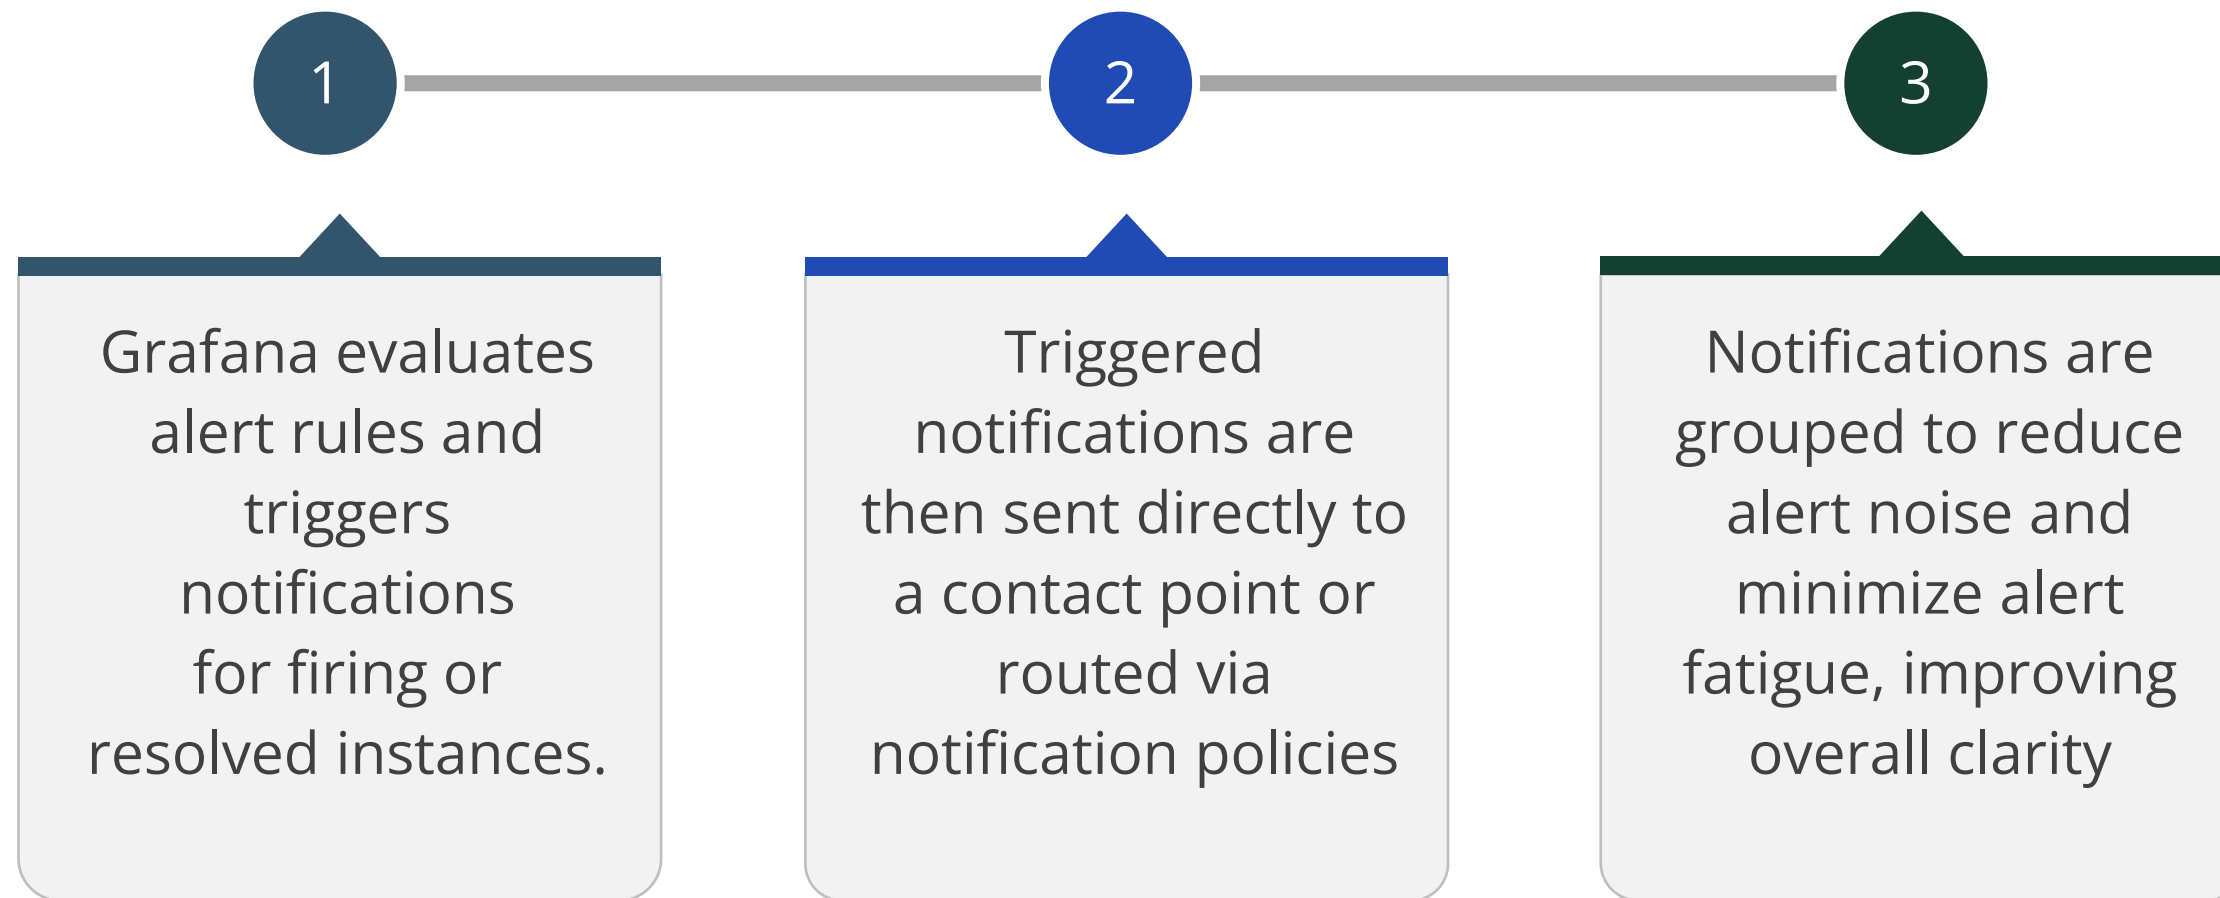 1
2
3
Grafana evaluates
alert rules and
triggers
notifications
for firing or
resolved instances.
Triggered
notifications are
then sent directly to
a contact point or
routed via
notification policies
Notifications are
grouped to reduce
alert noise and
minimize alert
fatigue, improving
overall clarity